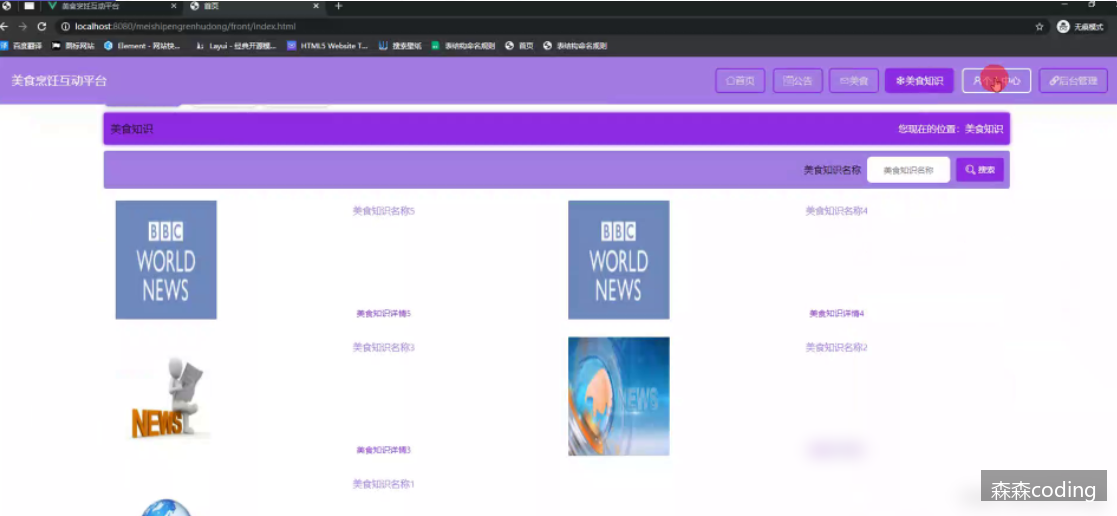 美食烹饪互动平台
首页
localhost:8080/meishipengrenhudong/front/index.html
无痕模式
百度翻译
图标网站
Element - 网站快...
Layui - 经典开源模...
HTML5 Website T...
搜索壁纸
表结构命名规则
首页
表结构命名规则
美食烹饪互动平台
首页
公告
美食
美食知识
后台管理
美食知识
您现在的位置：美食知识
美食知识名称
美食知识名称
搜索
BBC
WORLD
NEWS
美食知识名称5
美食知识详情5
BBC
WORLD
NEWS
美食知识名称4
美食知识详情4
NEWS
美食知识名称3
美食知识详情3
NEWS
美食知识名称2
美食知识名称1
森森coding